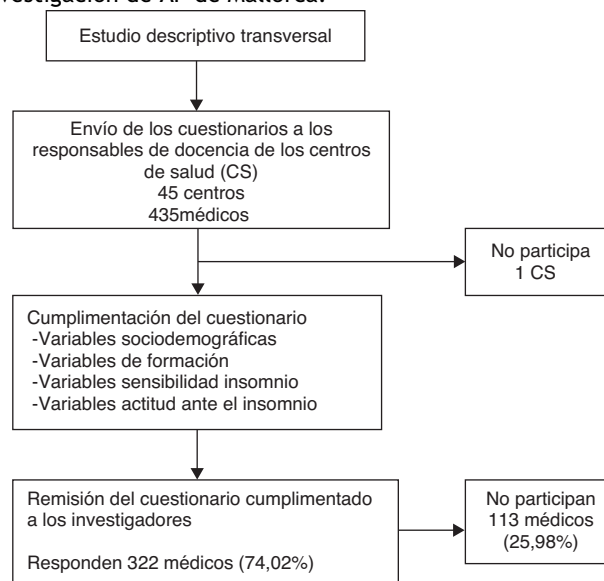 Estudio descriptivo transversal
Envío de los cuestionarios a los
responsables de docencia de los centros
de salud (CS)
45 centros
435médicos
No participa
1 CS
Cumplimentación del cuestionario
-Variables sociodemográficas
-Variables de formación
-Variables sensibilidad insomnio
-Variables actitud ante el insomnio
Remisión del cuestionario cumplimentado
a los investigadores
Responden 322 médicos (74,02%)
No participan
113 médicos
(25,98%)